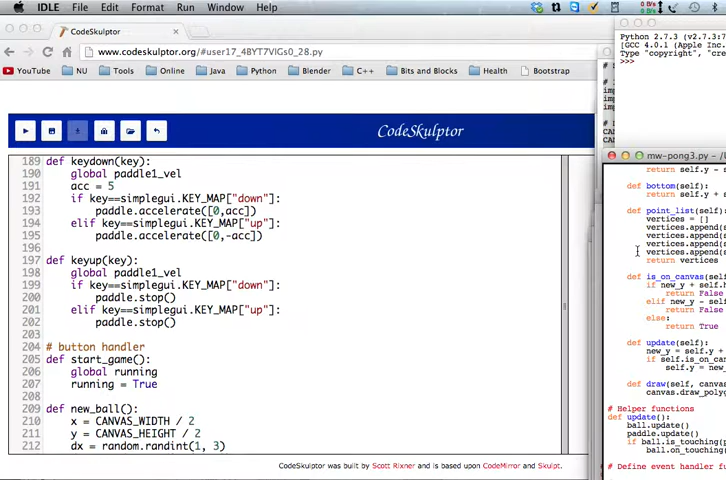 IDLE File Edit Format Run Window
0 B/s
0 B/s
CodeSkulptor
www.codeskulptor.org/#user17_4BYT7VIGs0_28.py
YouTube NU Tools Online Java Python Blender C++ Bits and Blocks Health Bootstrap
CodeSkulptor
189 def keydown(key):
190 global paddle1_vel
191 acc = 5
192 if key==simplegui.KEY_MAP["down"]:
193 paddle.accelerate([0,acc])
194 elif key==simplegui.KEY_MAP["up"]:
195 paddle.accelerate([0,-acc])
196
197 def keyup(key):
198 global paddle1_vel
199 if key==simplegui.KEY_MAP["down"]:
200 paddle.stop()
201 elif key==simplegui.KEY_MAP["up"]:
202 paddle.stop()
203
204 # button handler
205 def start_game():
206 global running
207 running = True
208
209 def new_ball():
210 x = CANVAS_WIDTH / 2
211 y = CANVAS_HEIGHT / 2
212 dx = random.randint(1, 3)
CodeSkulptor was built by Scott Rixner and is based upon CodeMirror and Skulpt.
Python 2.7.3 (v2.7.3:7
[GCC 4.0.1 (Apple Inc.
Type "copyright", "cre
>>>
mw-pong3.py - /U
return self.y - s
def bottom(self):
return self.y + s
def point_list(self):
vertices = []
vertices.append(s
vertices.append(s
vertices.append(s
vertices.append(s
return vertices
def is_on_canvas(self
if new_y + self.h
return False
elif new_y - self
return False
else:
return True
def update(self):
new_y = self.y +
if self.is_on_can
self.y = new_
def draw(self, canvas
canvas.draw_polyg
# Helper functions
def update():
ball.update()
paddle.update()
if ball.is_touching(p
ball.on_touching(
# Define event handler fu